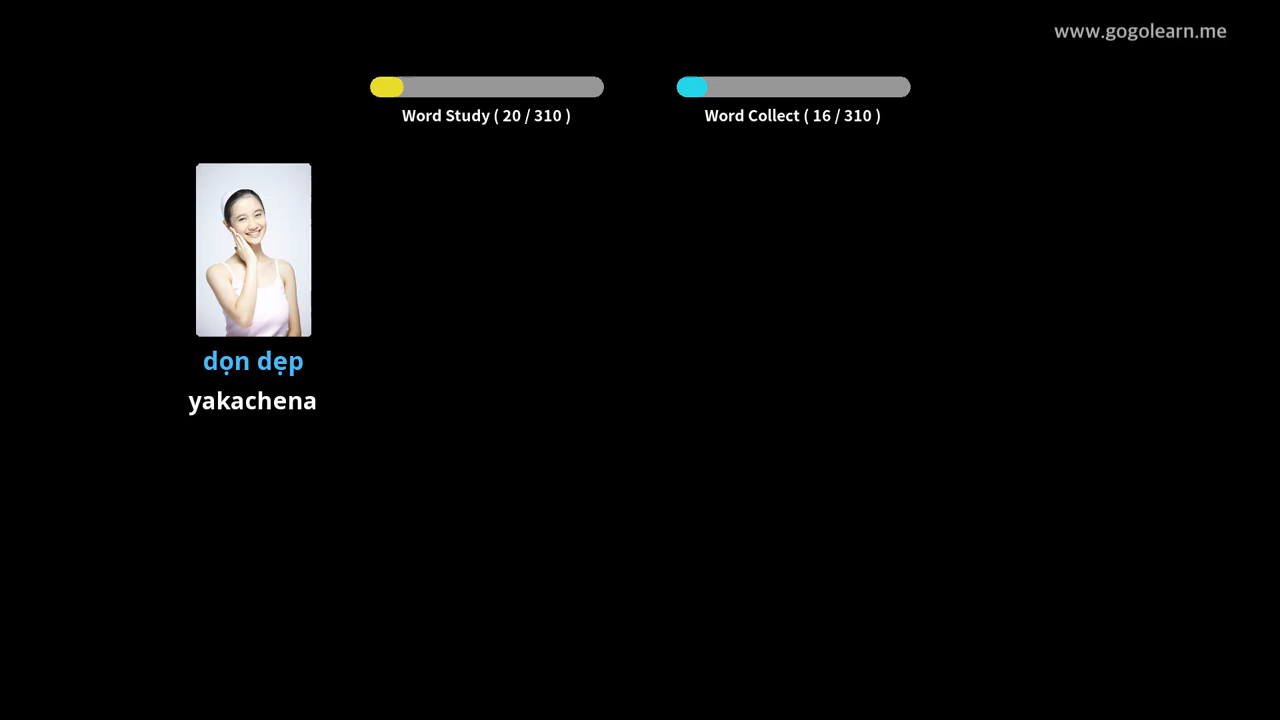 www.gogolearn.me
Word Study ( 20 / 310 )
Word Collect ( 16 / 310 )
dọn dẹp
yakachena